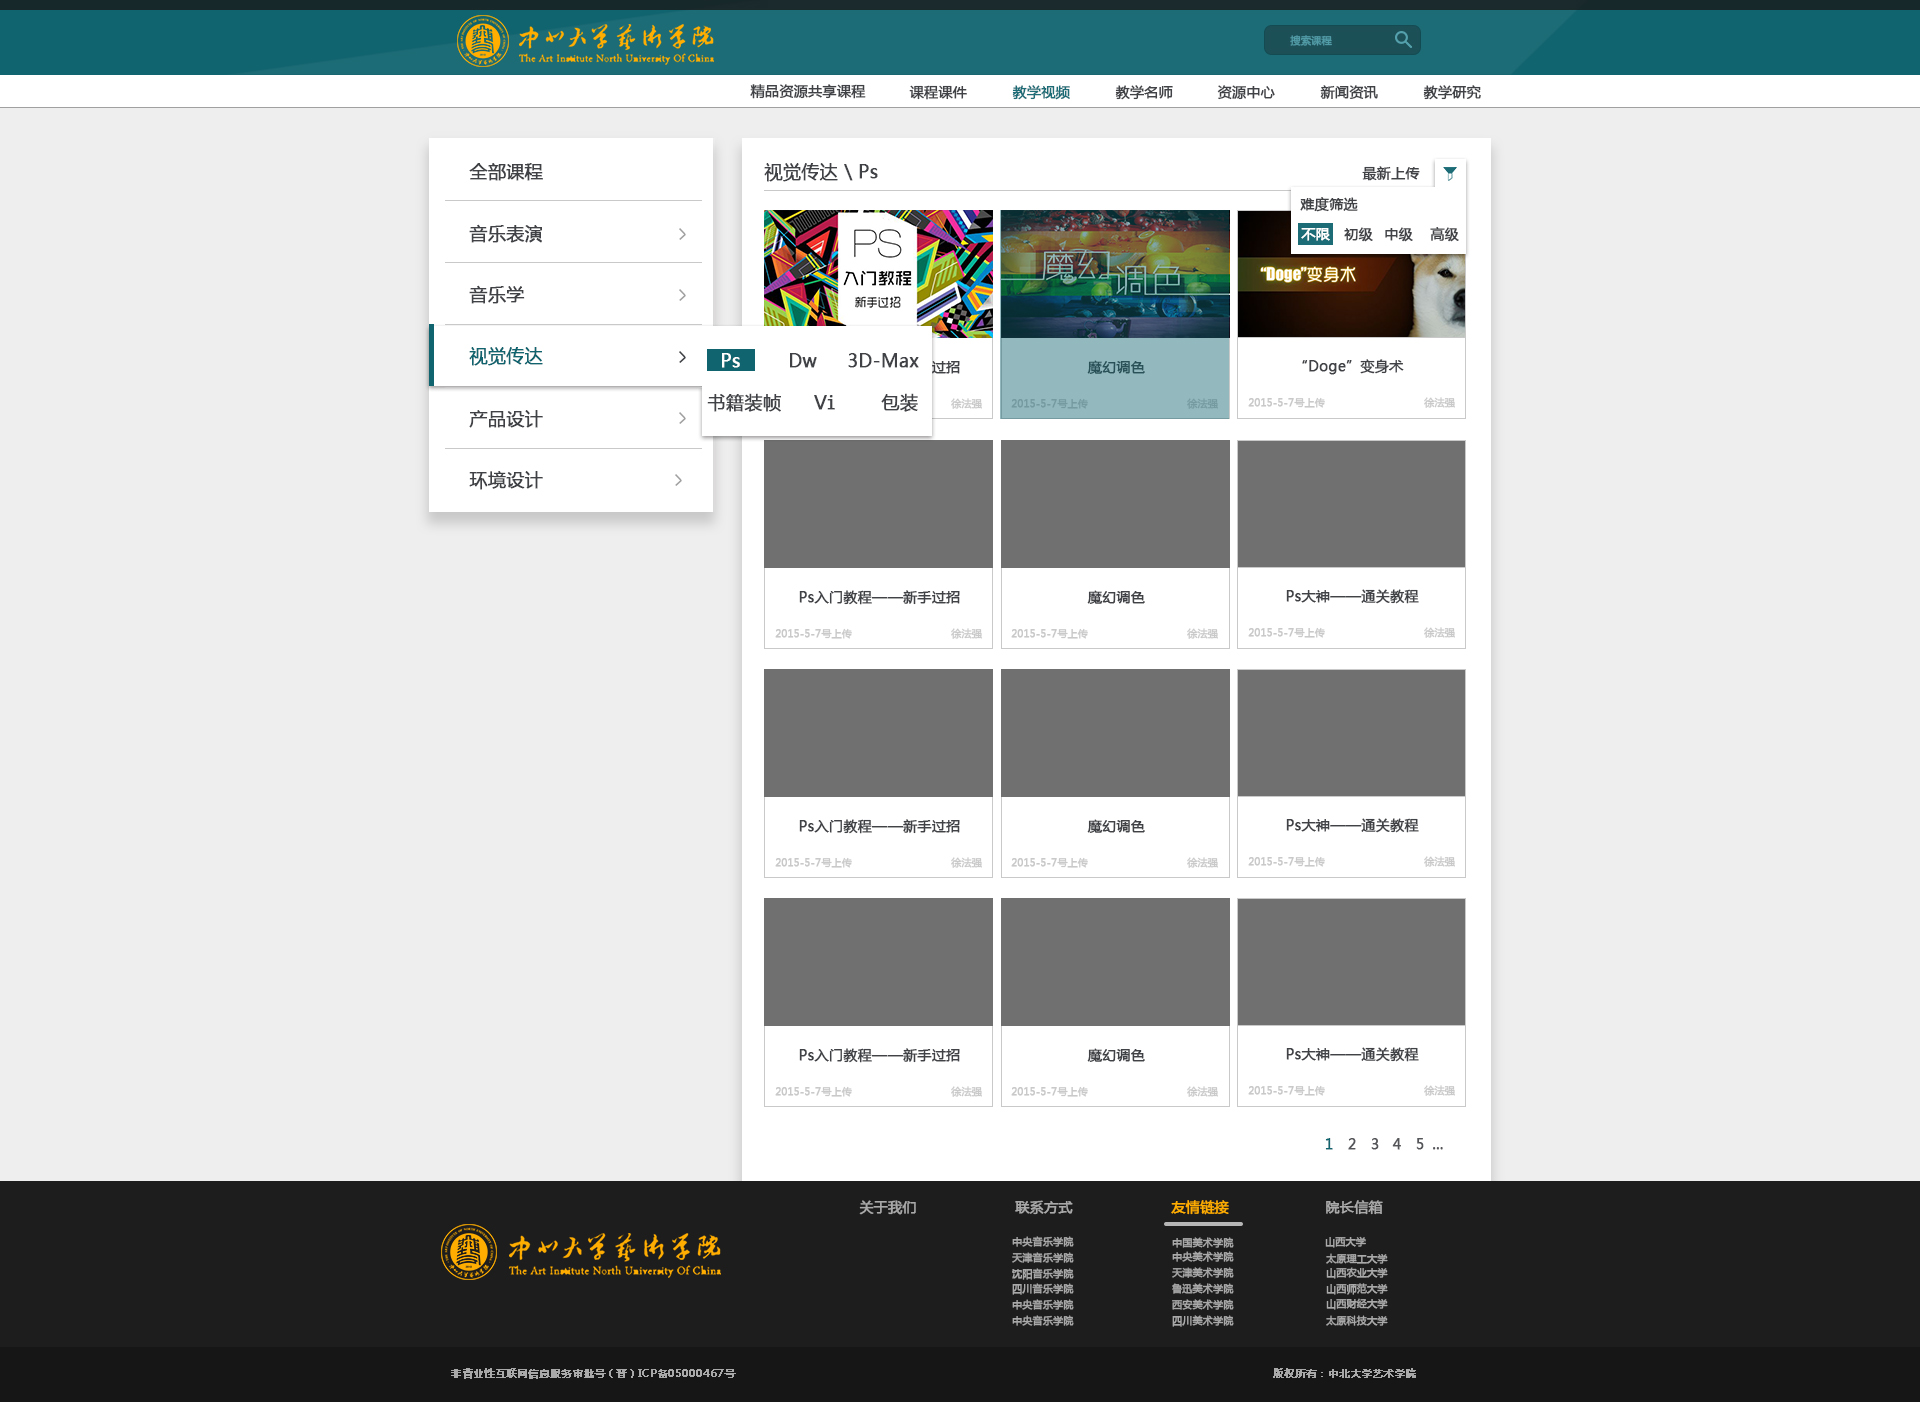 中北大学艺术学院
The Art Institute North University Of China
搜索课程
精品资源共享课程 课程课件 教学视频 教学名师 资源中心 新闻资讯 教学研究
全部课程
音乐表演
音乐学
视觉传达
产品设计
环境设计
Ps Dw 3D-Max
书籍装帧 Vi 包装
视觉传达 \ Ps
最新上传
难度筛选
不限 初级 中级 高级
PS
入门教程
新手过招
魔幻
调色
“Doge”变身术
过招 魔幻调色 “Doge”变身术
徐法强 2015-5-7号上传 徐法强 2015-5-7号上传 徐法强
Ps入门教程——新手过招 魔幻调色 Ps大神——通关教程
2015-5-7号上传 徐法强 2015-5-7号上传 徐法强 2015-5-7号上传 徐法强
Ps入门教程——新手过招 魔幻调色 Ps大神——通关教程
2015-5-7号上传 徐法强 2015-5-7号上传 徐法强 2015-5-7号上传 徐法强
Ps入门教程——新手过招 魔幻调色 Ps大神——通关教程
2015-5-7号上传 徐法强 2015-5-7号上传 徐法强 2015-5-7号上传 徐法强
1 2 3 4 5 ...
中北大学艺术学院
The Art Institute North University Of China
关于我们 联系方式 友情链接 院长信箱
中央音乐学院 中国美术学院 山西大学
天津音乐学院 中央美术学院 太原理工大学
沈阳音乐学院 天津美术学院 山西农业大学
四川音乐学院 鲁迅美术学院 山西师范大学
中央音乐学院 西安美术学院 山西财经大学
中央音乐学院 四川美术学院 太原科技大学
非营业性互联网信息服务审批号（晋）ICP备05000467号 版权所有：中北大学艺术学院